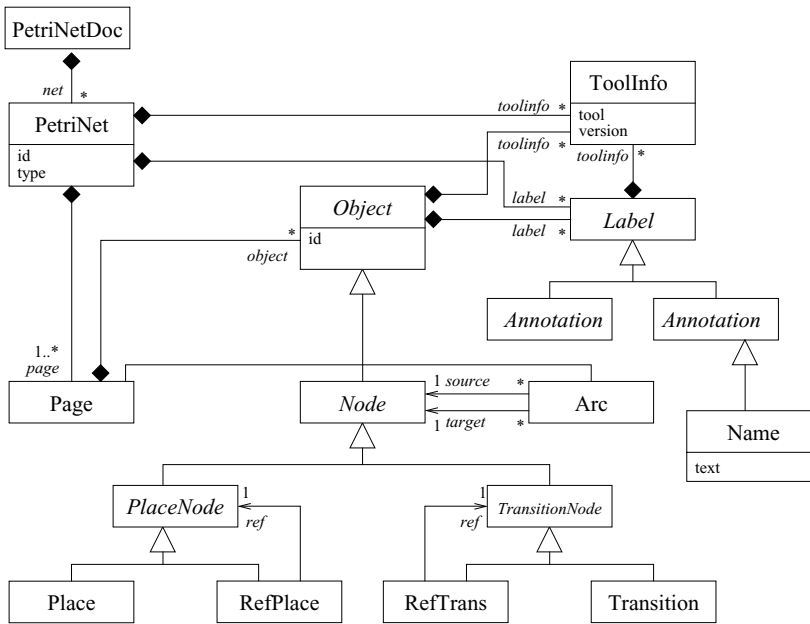 PetriNetDoc
net *
PetriNet
id
type
ToolInfo
tool
version
toolinfo *
toolinfo *
toolinfo *
label *
label *
Object
id
Label
* object
Annotation
Annotation
1..*
page
Page
Node
1 source *
1 target *
Arc
Name
text
PlaceNode
1
ref
TransitionNode
1
ref
Place
RefPlace
RefTrans
Transition